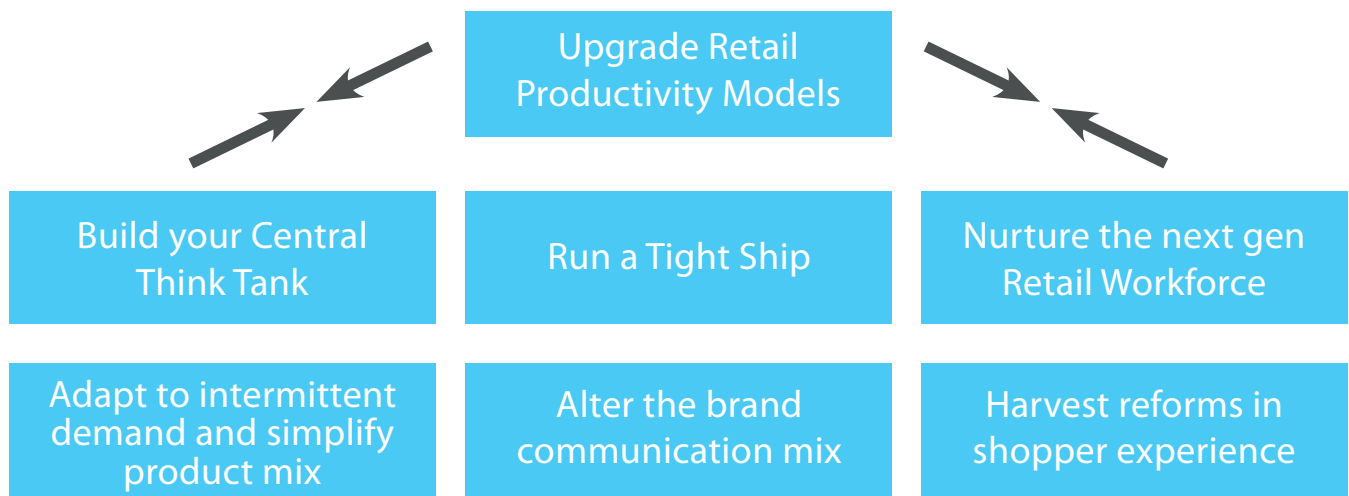 Upgrade Retail
Productivity Models
Build your Central
Think Tank
Run a Tight Ship
Nurture the next gen
Retail Workforce
Adapt to intermittent
demand and simplify
product mix
Alter the brand
communication mix
Harvest reforms in
shopper experience